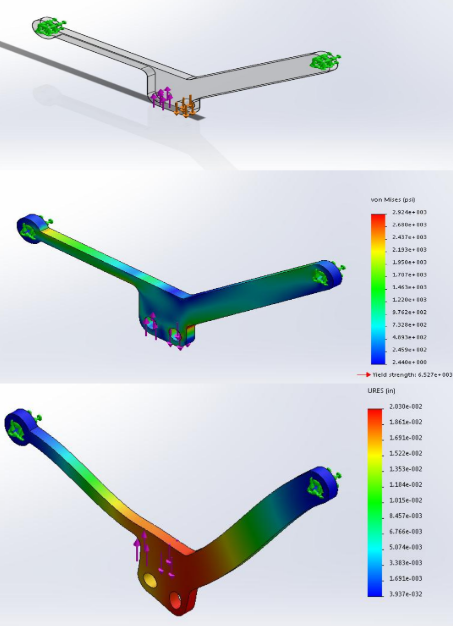 von Mises (psi)
2.924e+003
2.680e+003
2.437e+003
2.193e+003
1.950e+003
1.707e+003
1.463e+003
1.220e+003
9.762e+002
7.328e+002
4.893e+002
2.459e+002
2.440e+000
Yield strength: 6.527e+003
URES (in)
2.030e-002
1.861e-002
1.691e-002
1.522e-002
1.353e-002
1.184e-002
1.015e-002
8.457e-003
6.766e-003
5.074e-003
3.383e-003
1.691e-003
3.937e-032